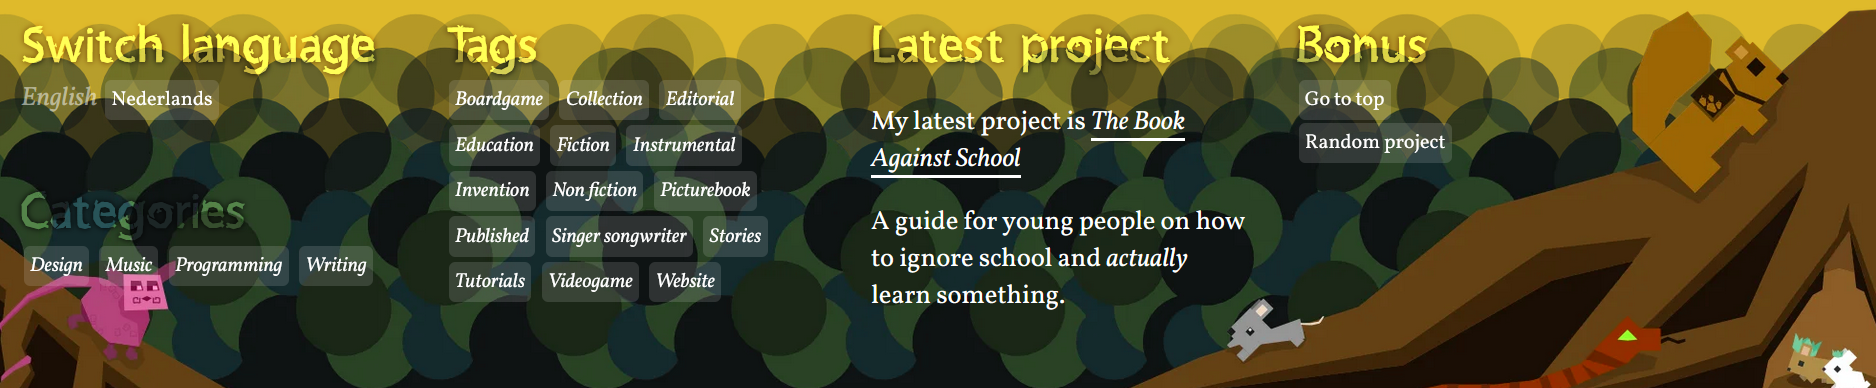 Switch language
English Nederlands
Categories
Design Music Programming Writing
Tags
Boardgame Collection Editorial
Education Fiction Instrumental
Invention Non fiction Picturebook
Published Singer songwriter Stories
Tutorials Videogame Website
Latest project
My latest project is The Book
Against School
A guide for young people on how
to ignore school and actually
learn something.
Bonus
Go to top
Random project